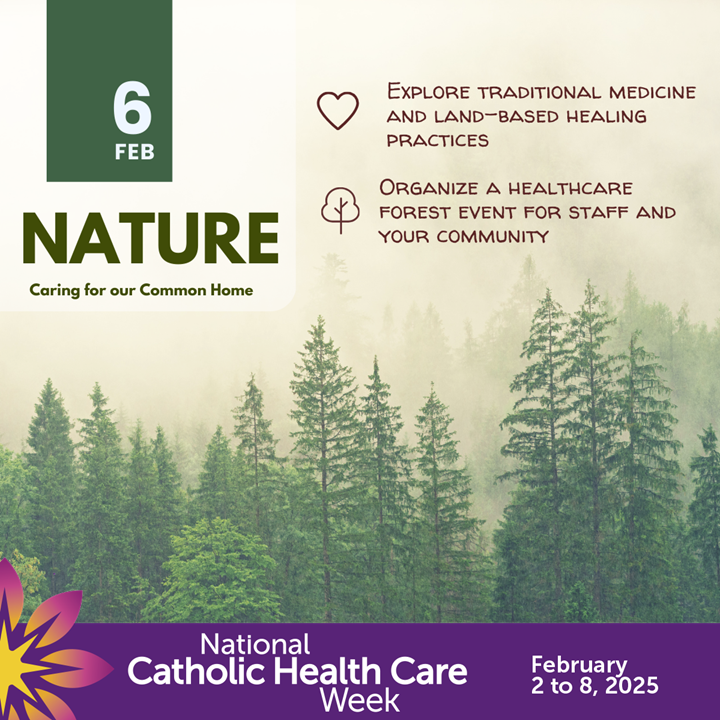 6
FEB
NATURE
Caring for our Common Home
EXPLORE TRADITIONAL MEDICINE
AND LAND-BASED HEALING
PRACTICES
ORGANIZE A HEALTHCARE
FOREST EVENT FOR STAFF AND
YOUR COMMUNITY
National
Catholic Health Care
Week
February
2 to 8, 2025